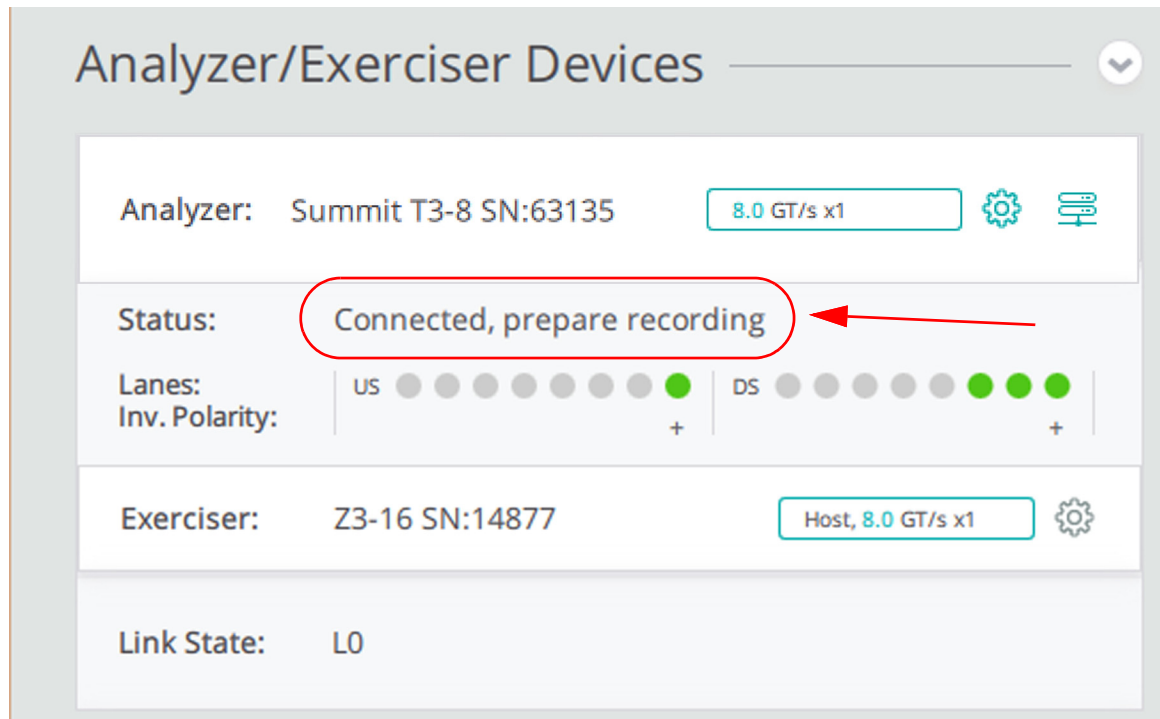 Analyzer/Exerciser Devices
Analyzer: Summit T3-8 SN:63135 8.0 GT/s x1
Status: Connected, prepare recording
Lanes: US DS
Inv. Polarity: + +
Exerciser: Z3-16 SN:14877 Host, 8.0 GT/s x1
Link State: L0